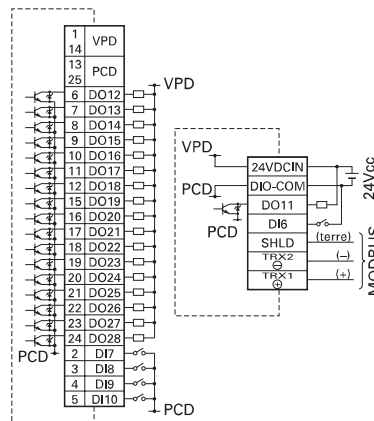 1
14 VPD
13
25 PCD
VPD
6 DO12
7 DO13
8 DO14
9 DO15
10 DO16
11 DO17
12 DO18
15 DO19
16 DO20
17 DO21
18 DO22
19 DO23
20 DO24
21 DO25
22 DO26
23 DO27
24 DO28
PCD
2 DI7
3 DI8
4 DI9
5 DI10
PCD
VPD
24VDCIN
PCD
DIO-COM
24Vcc
DO11
PCD
DI6
SHLD (terre)
TRX2 (–)
⊖
TRX1 (+)
⊕
MODBUS